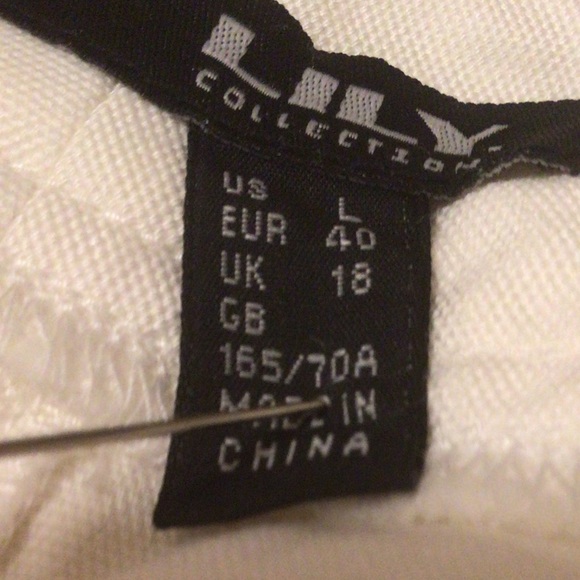 LILY
COLLECTION
US L
EUR 40
UK 18
GB
165/70A
MADE IN
CHINA